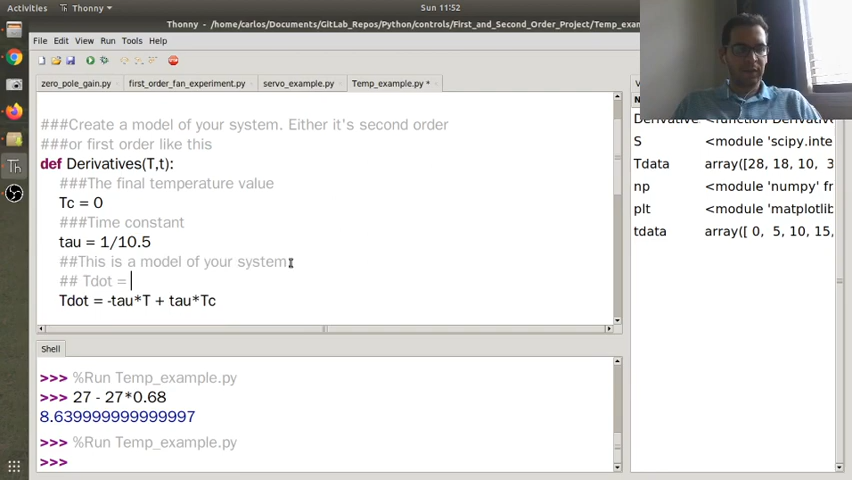 Activities
Thonny
Sun 11:52
Thonny - /home/carlos/Documents/GitLab_Repos/Python/controls/First_and_Second_Order_Project/Temp_exam
File Edit View Run Tools Help
zero_pole_gain.py
first_order_fan_experiment.py
servo_example.py
Temp_example.py *
###Create a model of your system. Either it's second order
###or first order like this
def Derivatives(T,t):
###The final temperature value
Tc = 0
###Time constant
tau = 1/10.5
##This is a model of your system
## Tdot =
Tdot = -tau*T + tau*Tc
Shell
>>> %Run Temp_example.py
>>> 27 - 27*0.68
8.639999999999997
>>> %Run Temp_example.py
>>>
S <module 'scipy.inte
Tdata array([28, 18, 10, 3
np <module 'numpy' fr
plt <module 'matplotlib
tdata array([ 0, 5, 10, 15,